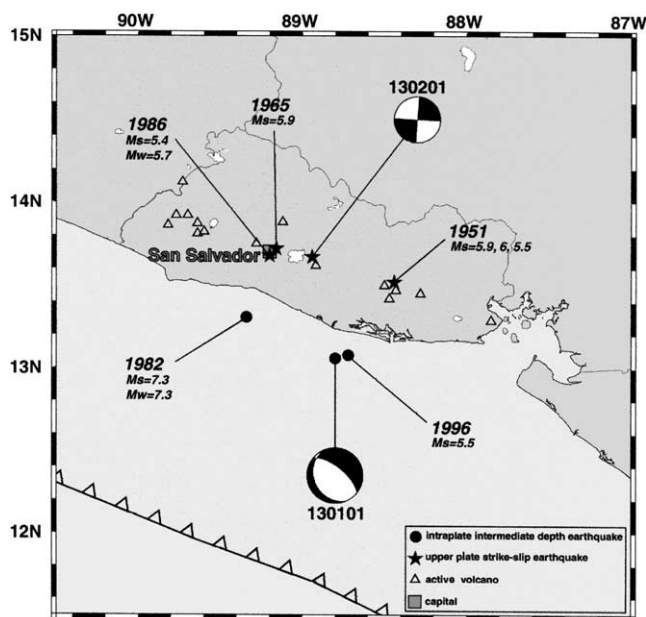 90W 89W 88W 87W
15N
130201
1965
Ms=5.9
1986
Ms=5.4
Mw=5.7
14N
1951
Ms=5.9, 6, 5.5
San Salvador
13N
1982
Ms=7.3
Mw=7.3
1996
Ms=5.5
130101
12N
intraplate intermediate depth earthquake
upper plate strike-slip earthquake
active volcano
capital